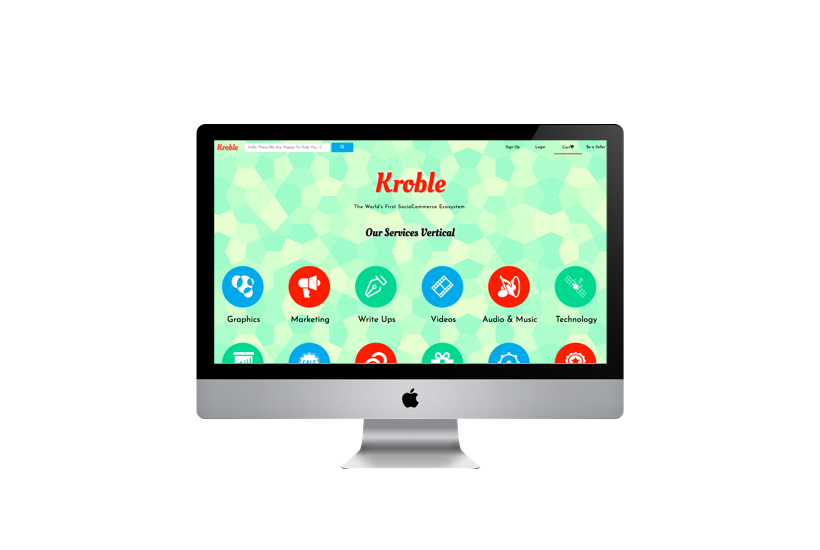 Kroble
Hello There,We Are Happy To Help You :-)
Sign Up
Login
Cart
Be a Seller
Kroble
The World's First SocioCommerce Ecosystem.
Our Services Vertical
Graphics
Marketing
Write Ups
Videos
Audio & Music
Technology
SALE